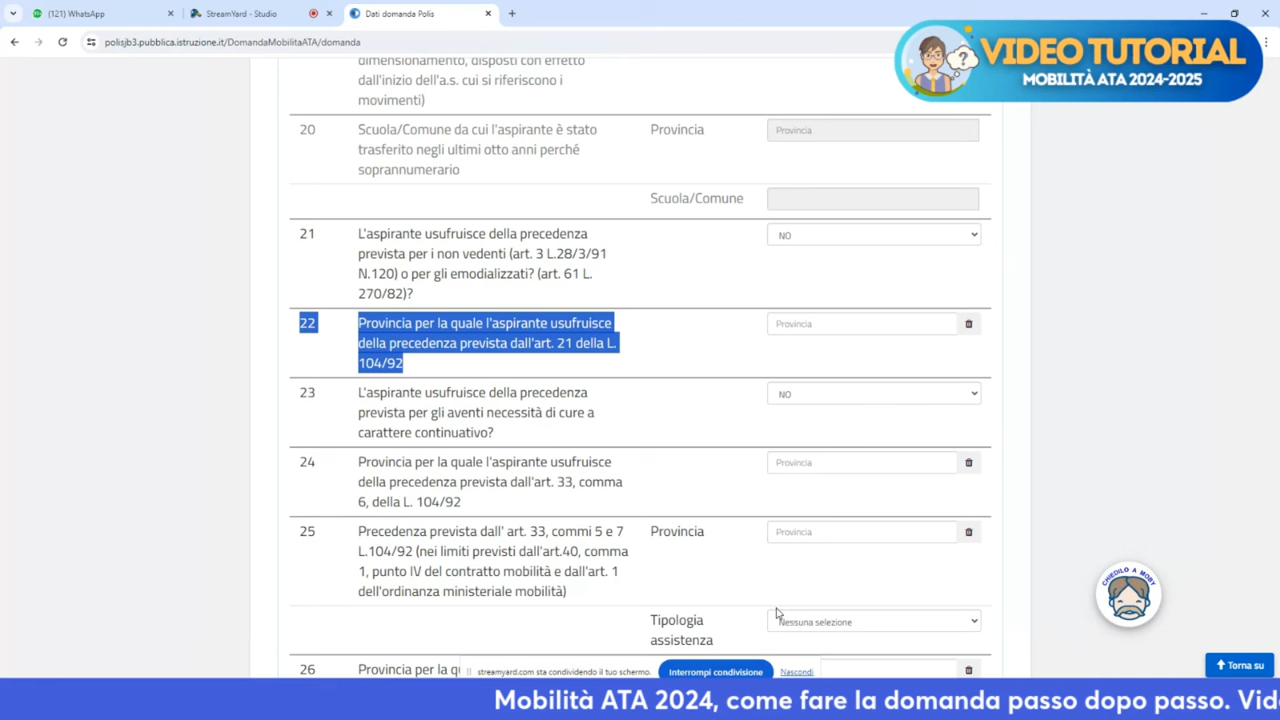 (121) WhatsApp
StreamYard - Studio
Dati domanda Polis
polisjb3.pubblica.istruzione.it/DomandaMobilitaATA/domanda
VIDEO TUTORIAL
MOBILITÀ ATA 2024-2025
?
dimensionamento, disposti con effetto
dall'inizio dell'a.s. cui si riferiscono i
movimenti)
20 Scuola/Comune da cui l'aspirante è stato Provincia Provincia
trasferito negli ultimi otto anni perché
soprannumerario
Scuola/Comune
21 L'aspirante usufruisce della precedenza NO
prevista per i non vedenti (art. 3 L.28/3/91
N.120) o per gli emodializzati? (art. 61 L.
270/82)?
22 Provincia per la quale l'aspirante usufruisce Provincia
della precedenza prevista dall'art. 21 della L.
104/92
23 L'aspirante usufruisce della precedenza NO
prevista per gli aventi necessità di cure a
carattere continuativo?
24 Provincia per la quale l'aspirante usufruisce Provincia
della precedenza prevista dall'art. 33, comma
6, della L. 104/92
25 Precedenza prevista dall' art. 33, commi 5 e 7 Provincia Provincia
L.104/92 (nei limiti previsti dall'art.40, comma
1, punto IV del contratto mobilità e dall'art. 1
dell'ordinanza ministeriale mobilità)
Tipologia Nessuna selezione
assistenza
CHIEDILO A MOBY
26 Provincia per la q
streamyard.com sta condividendo il tuo schermo. Interrompi condivisione Nascondi
Torna su
Mobilità ATA 2024, come fare la domanda passo dopo passo. Vid